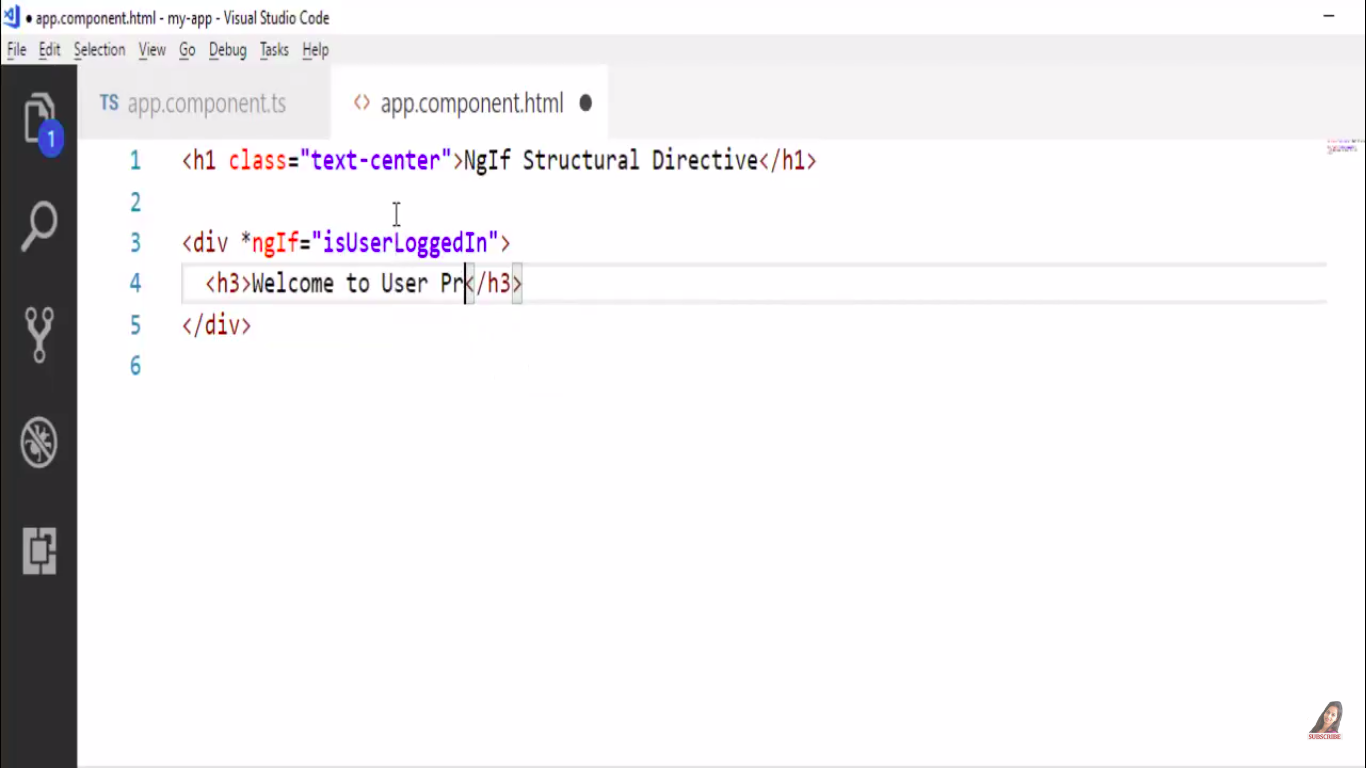 ● app.component.html - my-app - Visual Studio Code
File Edit Selection View Go Debug Tasks Help
TS app.component.ts <> app.component.html ●
1
1 <h1 class="text-center">NgIf Structural Directive</h1>
2
3 <div *ngIf="isUserLoggedIn">
4 <h3>Welcome to User Pr</h3>
5 </div>
6
SUBSCRIBE